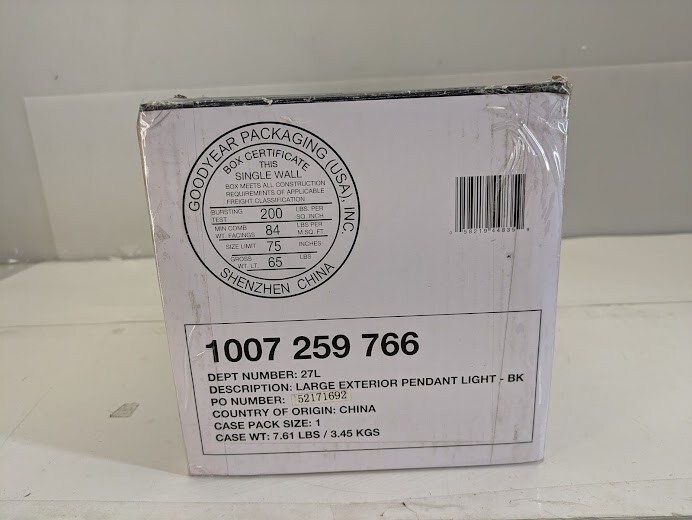 GOODYEAR PACKAGING (USA), INC.
BOX CERTIFICATE
THIS
SINGLE WALL
BOX MEETS ALL CONSTRUCTION
REQUIREMENTS OF APPLICABLE
FREIGHT CLASSIFICATION
BURSTING TEST 200 LBS. PER SQ. INCH
MIN COMB WT. FACINGS 84 LBS PER M.SQ. FT.
SIZE LIMIT 75 INCHES
GROSS WT. LT. 65 LBS
SHENZHEN CHINA
1007 259 766
DEPT NUMBER: 27L
DESCRIPTION: LARGE EXTERIOR PENDANT LIGHT - BK
PO NUMBER: 52171692
COUNTRY OF ORIGIN: CHINA
CASE PACK SIZE: 1
CASE WT: 7.61 LBS / 3.45 KGS